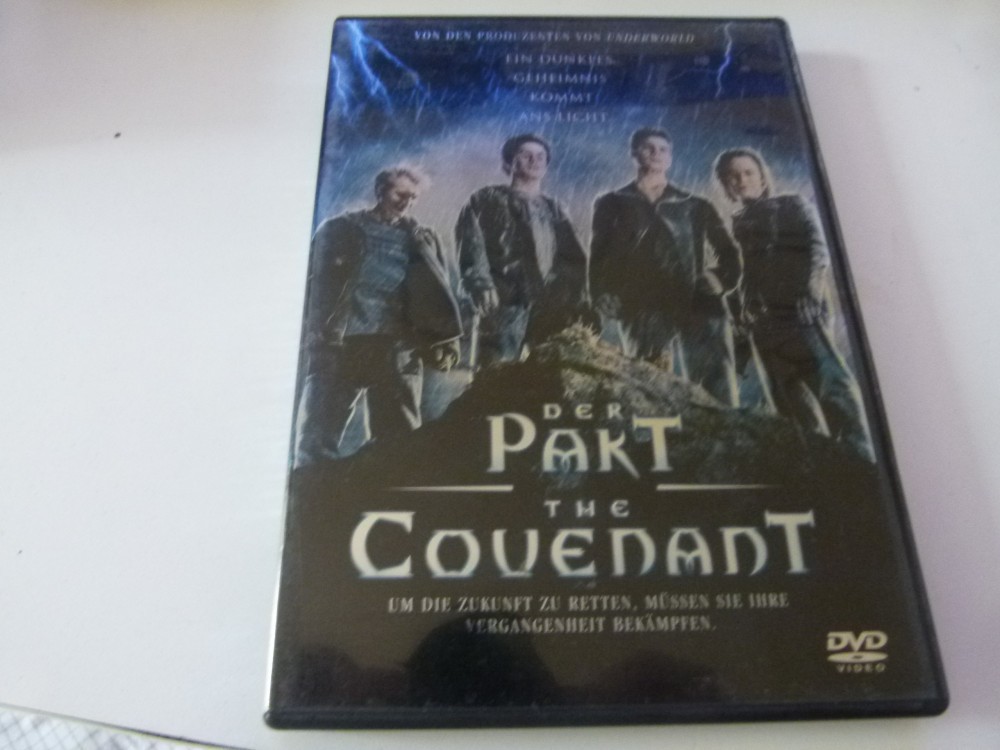 VON DEN PRODUZENTEN VON UNDERWORLD
EIN DUNKLES
GEHEIMNIS
KOMMT
ANS LICHT
DER
PAKT
THE
COVENANT
UM DIE ZUKUNFT ZU RETTEN, MÜSSEN SIE IHRE
VERGANGENHEIT BEKÄMPFEN.
DVD
VIDEO